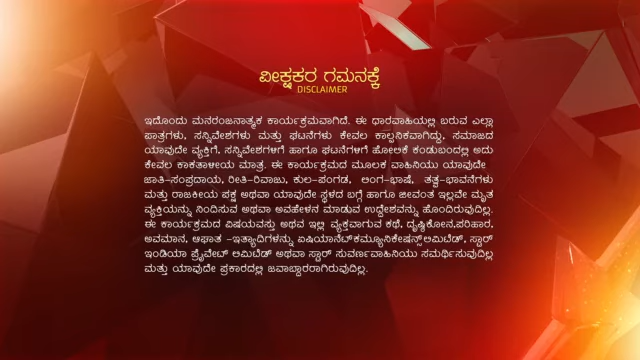 ವೀಕ್ಷಕರ ಗಮನಕ್ಕೆ
DISCLAIMER
ಇದೊಂದು ಮನರಂಜನಾತ್ಮಕ ಕಾರ್ಯಕ್ರಮವಾಗಿದೆ. ಈ ಧಾರವಾಹಿಯಲ್ಲಿ ಬರುವ ಎಲ್ಲಾ
ಪಾತ್ರಗಳು, ಸನ್ನಿವೇಶಗಳು ಮತ್ತು ಘಟನೆಗಳು ಕೇವಲ ಕಾಲ್ಪನಿಕವಾಗಿದ್ದು, ಸಮಾಜದ
ಯಾವುದೇ ವ್ಯಕ್ತಿಗೆ, ಸನ್ನಿವೇಶಗಳಿಗೆ ಹಾಗೂ ಘಟನೆಗಳಿಗೆ ಹೋಲಿಕೆ ಕಂಡುಬಂದಲ್ಲಿ ಅದು
ಕೇವಲ ಕಾಕತಾಳೀಯ ಮಾತ್ರ. ಈ ಕಾರ್ಯಕ್ರಮದ ಮೂಲಕ ವಾಹಿನಿಯು ಯಾವುದೇ
ಜಾತಿ-ಸಂಪ್ರದಾಯ, ರೀತಿ-ರಿವಾಜು, ಕುಲ-ಪಂಗಡ, ಲಿಂಗ-ಭಾಷೆ, ತತ್ವ-ಭಾವನೆಗಳು
ಮತ್ತು ರಾಜಕೀಯ ಪಕ್ಷ ಅಥವಾ ಯಾವುದೇ ಸ್ಥಳದ ಬಗ್ಗೆ ಹಾಗೂ ಜೀವಂತ ಇಲ್ಲವೇ ಮೃತ
ವ್ಯಕ್ತಿಯನ್ನು ನಿಂದಿಸುವ ಅಥವಾ ಅವಹೇಳನ ಮಾಡುವ ಉದ್ದೇಶವನ್ನು ಹೊಂದಿರುವುದಿಲ್ಲ.
ಈ ಕಾರ್ಯಕ್ರಮದ ವಿಷಯವಸ್ತು ಅಥವ ಇಲ್ಲಿ ವ್ಯಕ್ತವಾಗುವ ಕಥೆ, ದೃಷ್ಠಿಕೋನ,ಪರಿಹಾರ,
ಅವಮಾನ, ಆಘಾತ -ಇತ್ಯಾದಿಗಳನ್ನು ಏಷಿಯಾನೆಟ್‌ಕಮ್ಯೂನಿಕೇಷನ್ಸ್ ಲಿಮಿಟೆಡ್, ಸ್ಟಾರ್
ಇಂಡಿಯಾ ಪ್ರೈವೇಟ್ ಲಿಮಿಟೆಡ್ ಅಥವಾ ಸ್ಟಾರ್ ಸುವರ್ಣವಾಹಿನಿಯು ಸಮರ್ಥಿಸುವುದಿಲ್ಲ
ಮತ್ತು ಯಾವುದೇ ಪ್ರಕಾರದಲ್ಲಿ ಜವಾಬ್ದಾರರಾಗಿರುವುದಿಲ್ಲ.